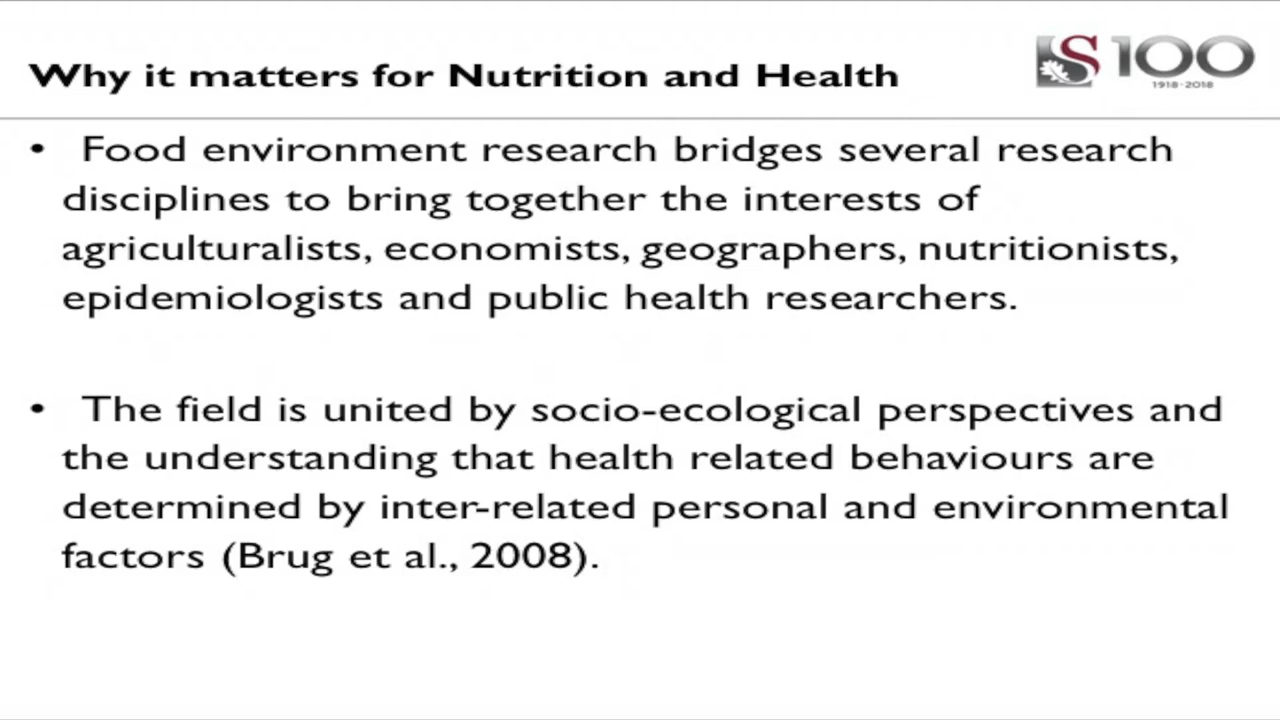 Why it matters for Nutrition and Health
S100
1918-2018
• Food environment research bridges several research
disciplines to bring together the interests of
agriculturalists, economists, geographers, nutritionists,
epidemiologists and public health researchers.
• The field is united by socio-ecological perspectives and
the understanding that health related behaviours are
determined by inter-related personal and environmental
factors (Brug et al., 2008).